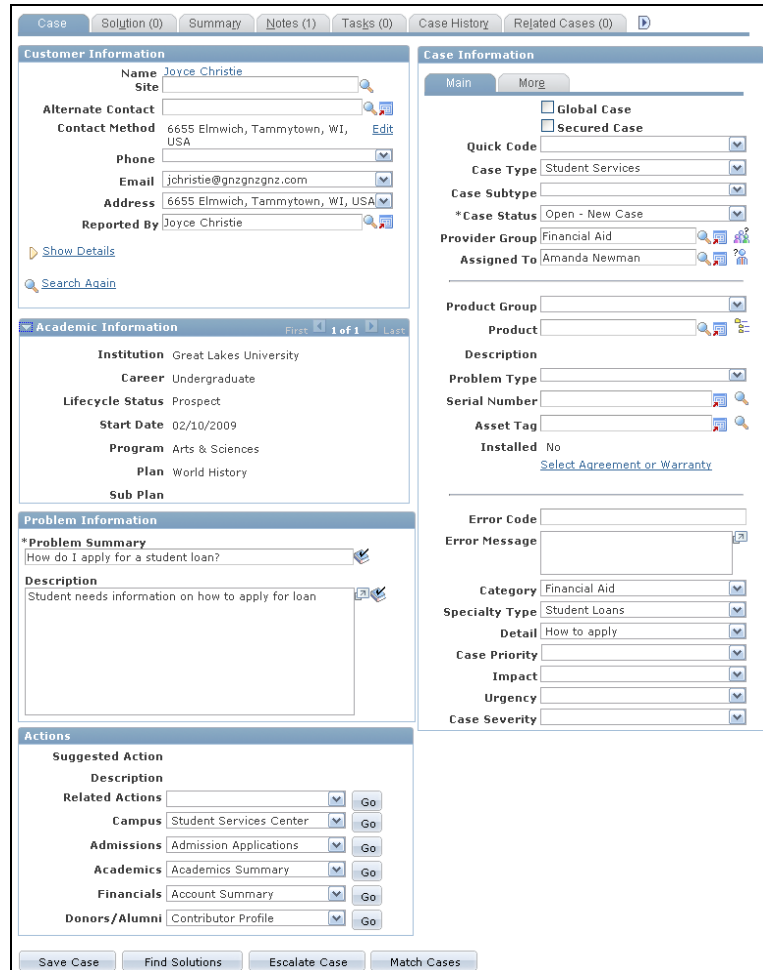 Case Solution (0) Summary Notes (1) Tasks (0) Case History Related Cases (0)
Customer Information
Name Joyce Christie
Site
Alternate Contact
Contact Method 6655 Elmwich, Tammytown, WI, USA Edit
Phone
Email jchristie@gnzgnzgnz.com
Address 6655 Elmwich, Tammytown, WI, USA
Reported By Joyce Christie
Show Details
Search Again
Academic Information First 1 of 1 Last
Institution Great Lakes University
Career Undergraduate
Lifecycle Status Prospect
Start Date 02/10/2009
Program Arts & Sciences
Plan World History
Sub Plan
Problem Information
*Problem Summary
How do I apply for a student loan?
Description
Student needs information on how to apply for loan
Actions
Suggested Action
Description
Related Actions Go
Campus Student Services Center Go
Admissions Admission Applications Go
Academics Academics Summary Go
Financials Account Summary Go
Donors/Alumni Contributor Profile Go
Case Information
Main More
Global Case
Secured Case
Quick Code
Case Type Student Services
Case Subtype
*Case Status Open - New Case
Provider Group Financial Aid
Assigned To Amanda Newman
Product Group
Product
Description
Problem Type
Serial Number
Asset Tag
Installed No
Select Agreement or Warranty
Error Code
Error Message
Category Financial Aid
Specialty Type Student Loans
Detail How to apply
Case Priority
Impact
Urgency
Case Severity
Save Case Find Solutions Escalate Case Match Cases